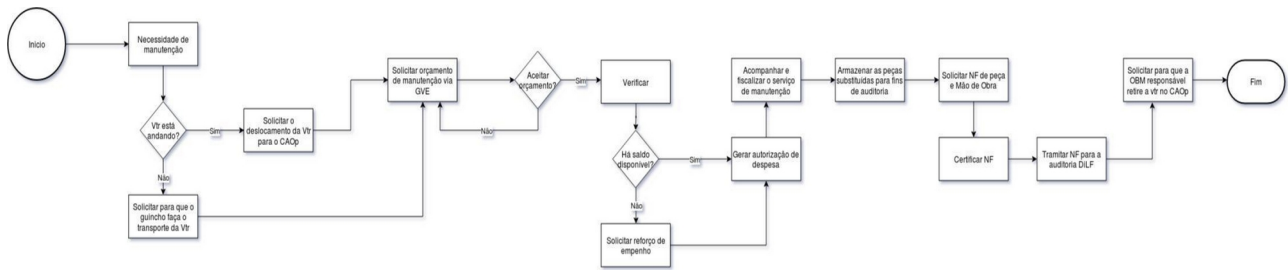 Inicio
Necessidade de
manutenção
Vtr está
andando?
Sim
Solicitar o
deslocamento da Vtr
para o CAOp
Não
Solicitar para que o
guincho faça o
transporte da Vtr
Solicitar orçamento
de manutenção via
GVE
Aceitar
orçamento?
Não
Sim
Verificar
Há saldo
disponível?
Sim
Não
Solicitar reforço de
empenho
Gerar autorização de
despesa
Acompanhar e
fiscalizar o serviço
de manutenção
Armazenar as peças
substituídas para fins
de auditoria
Solicitar NF de peça
e Mão de Obra
Certificar NF
Tramitar NF para a
auditoria DILF
Solicitar para que a
OBM responsável
retire a vtr no CAOp
Fim